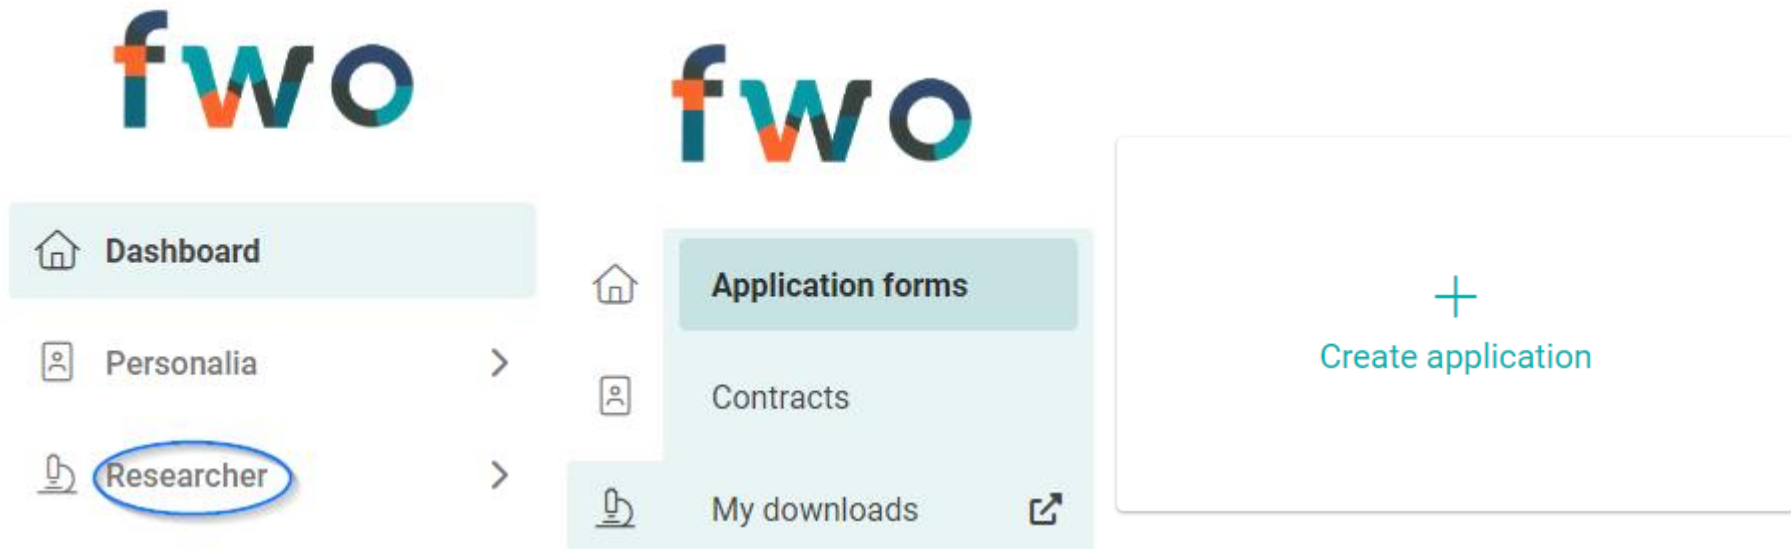 fwo
Dashboard
Personalia
Researcher
fwo
Application forms
Contracts
My downloads
Create application